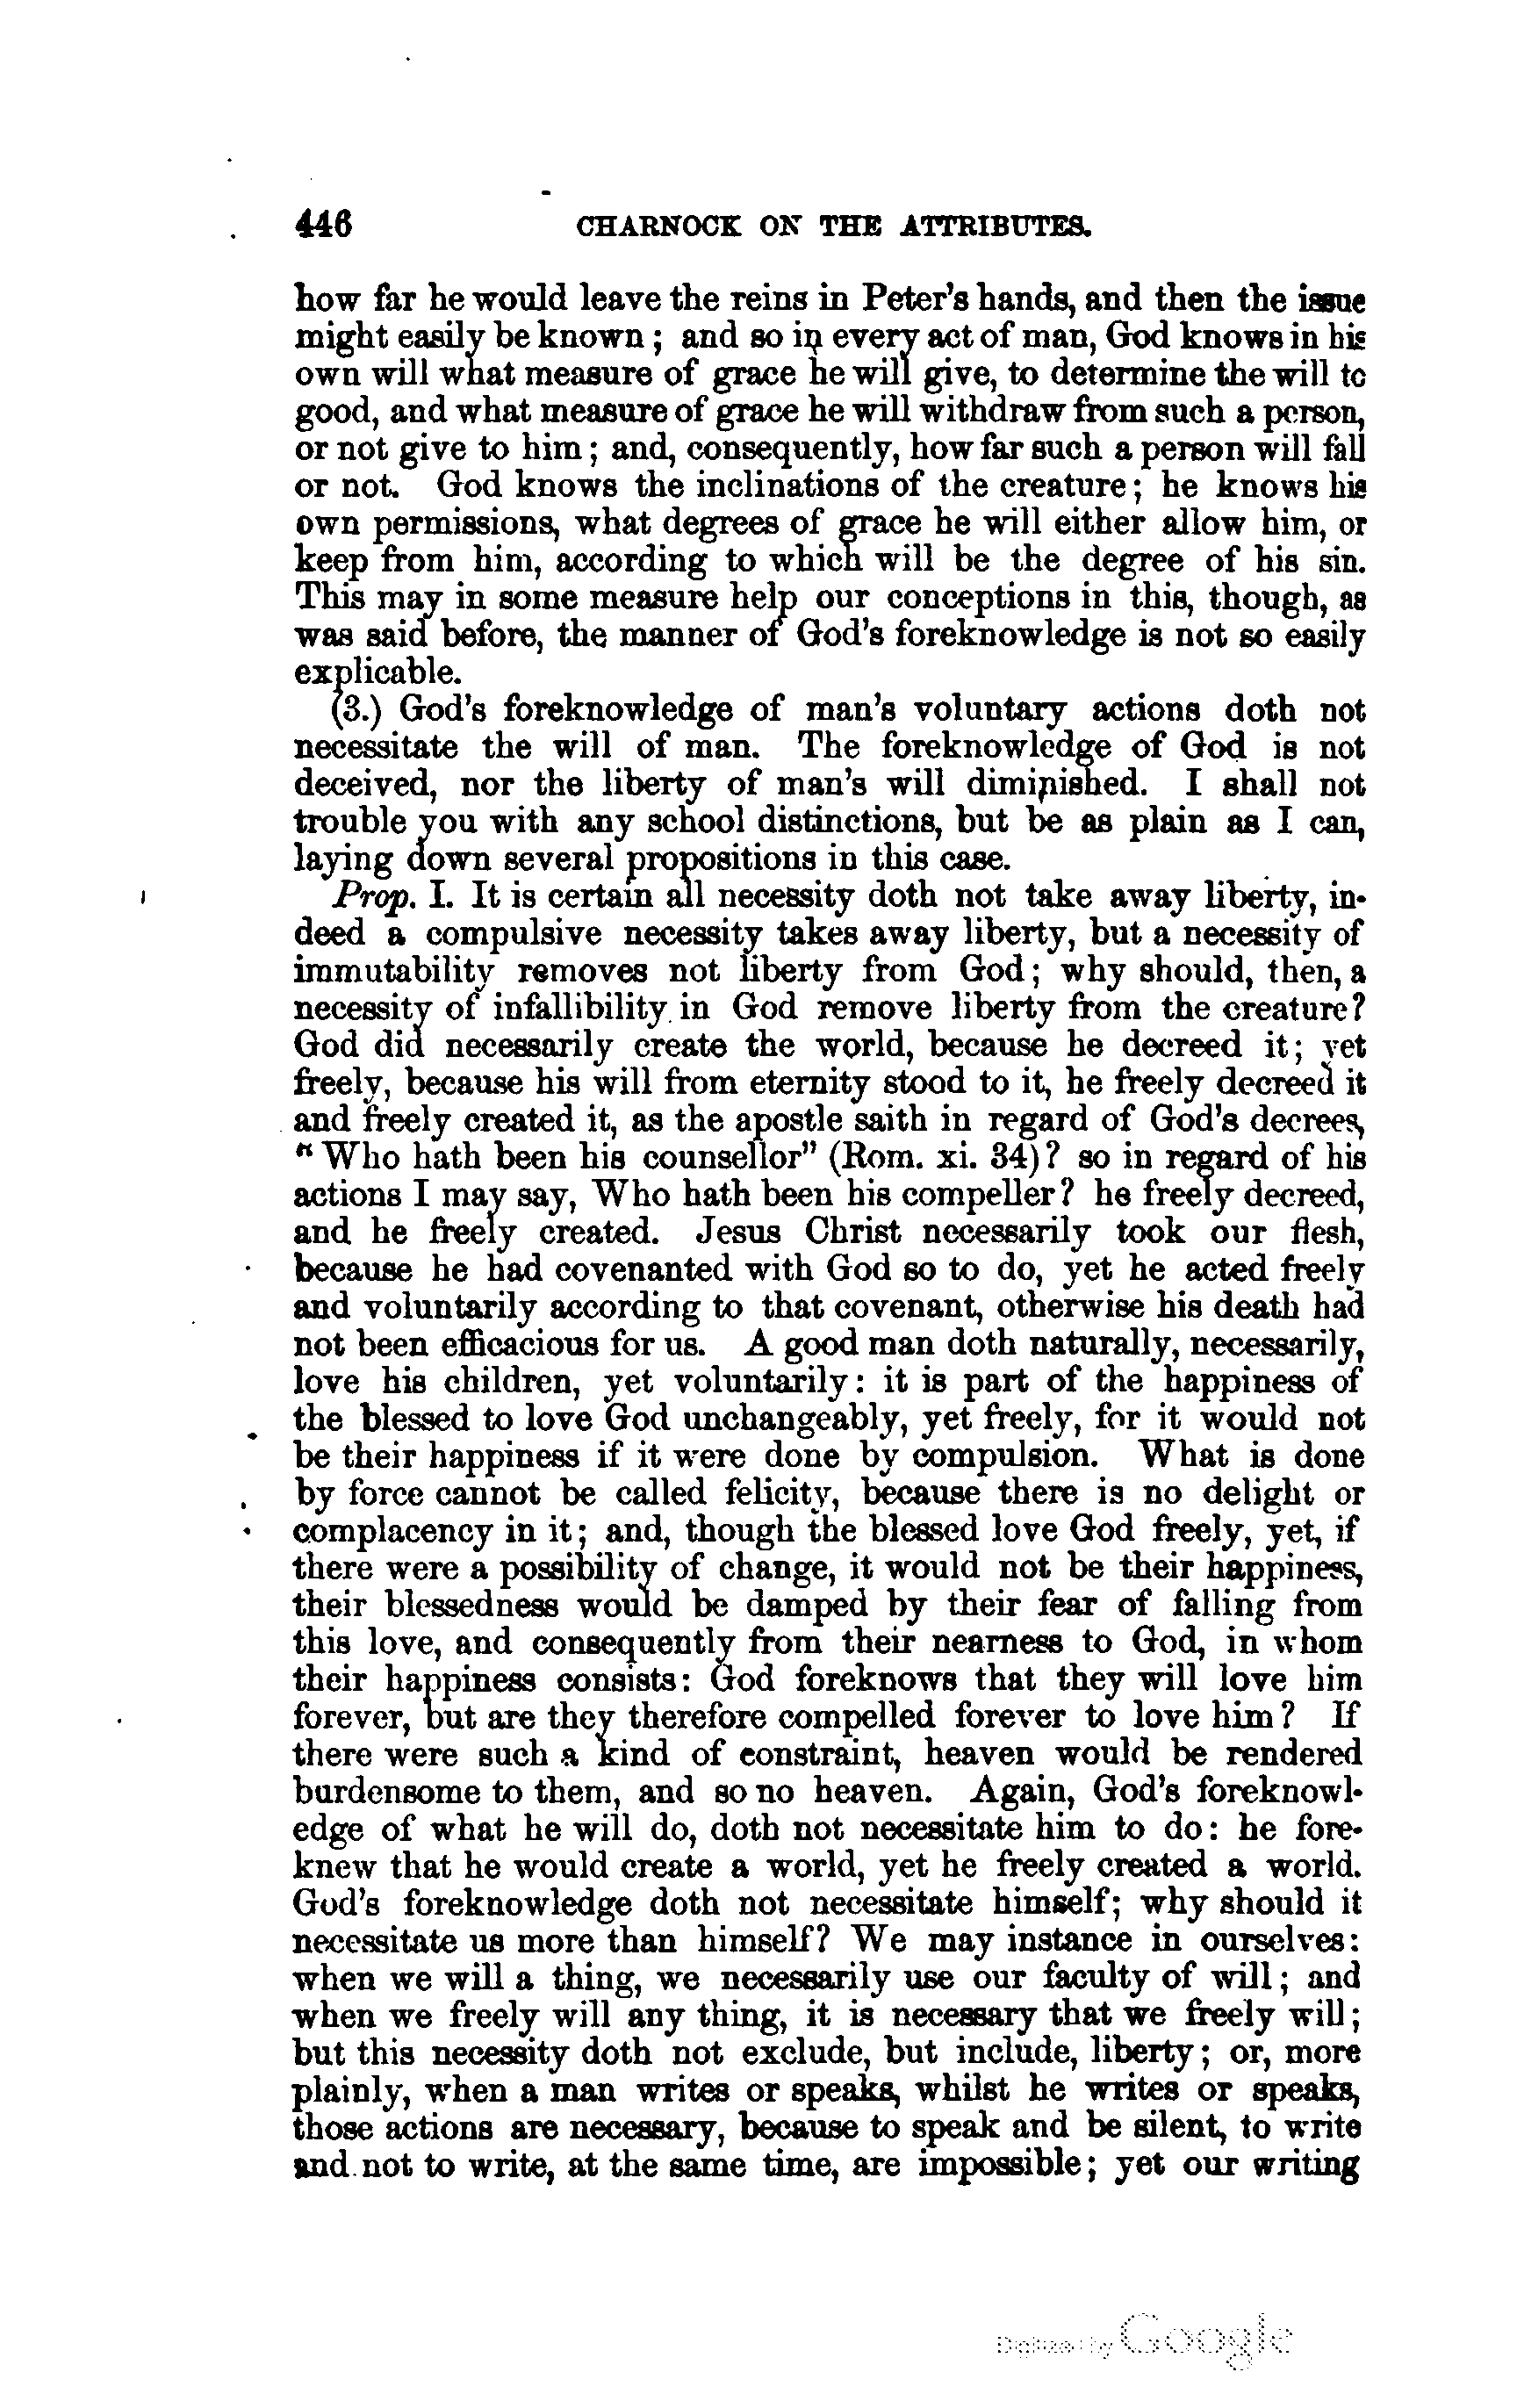 446 CHARNOCK ON THE ATTRIBUTES.
how far he would leave the reins in Peter's hands, and then the issue
might easily be known; and so in every act of man, God knows in his
own will what measure of grace he will give, to determine the will to
good, and what measure of grace he will withdraw from such a person,
or not give to him; and, consequently, how far such a person will fall
or not. God knows the inclinations of the creature; he knows his
own permissions, what degrees of grace he will either allow him, or
keep from him, according to which will be the degree of his sin.
This may in some measure help our conceptions in this, though, as
was said before, the manner of God's foreknowledge is not so easily
explicable.
(3.) God's foreknowledge of man's voluntary actions doth not
necessitate the will of man. The foreknowledge of God is not
deceived, nor the liberty of man's will diminished. I shall not
trouble you with any school distinctions, but be as plain as I can,
laying down several propositions in this case.
Prop. I. It is certain all necessity doth not take away liberty, in-
deed a compulsive necessity takes away liberty, but a necessity of
immutability removes not liberty from God; why should, then, a
necessity of infallibility in God remove liberty from the creature?
God did necessarily create the world, because he decreed it; yet
freely, because his will from eternity stood to it, he freely decreed it
and freely created it, as the apostle saith in regard of God's decrees,
"Who hath been his counsellor" (Rom. xi. 34)? so in regard of his
actions I may say, Who hath been his compeller? he freely decreed,
and he freely created. Jesus Christ necessarily took our flesh,
because he had covenanted with God so to do, yet he acted freely
and voluntarily according to that covenant, otherwise his death had
not been efficacious for us. A good man doth naturally, necessarily,
love his children, yet voluntarily: it is part of the happiness of
the blessed to love God unchangeably, yet freely, for it would not
be their happiness if it were done by compulsion. What is done
by force cannot be called felicity, because there is no delight or
complacency in it; and, though the blessed love God freely, yet, if
there were a possibility of change, it would not be their happiness,
their blessedness would be damped by their fear of falling from
this love, and consequently from their nearness to God, in whom
their happiness consists: God foreknows that they will love him
forever, but are they therefore compelled forever to love him? If
there were such a kind of constraint, heaven would be rendered
burdensome to them, and so no heaven. Again, God's foreknowl-
edge of what he will do, doth not necessitate him to do: he fore-
knew that he would create a world, yet he freely created a world.
God's foreknowledge doth not necessitate himself; why should it
necessitate us more than himself? We may instance in ourselves:
when we will a thing, we necessarily use our faculty of will; and
when we freely will any thing, it is necessary that we freely will;
but this necessity doth not exclude, but include, liberty; or, more
plainly, when a man writes or speaks, whilst he writes or speaks,
those actions are necessary, because to speak and be silent, to write
and not to write, at the same time, are impossible; yet our writing
Digitized by Google